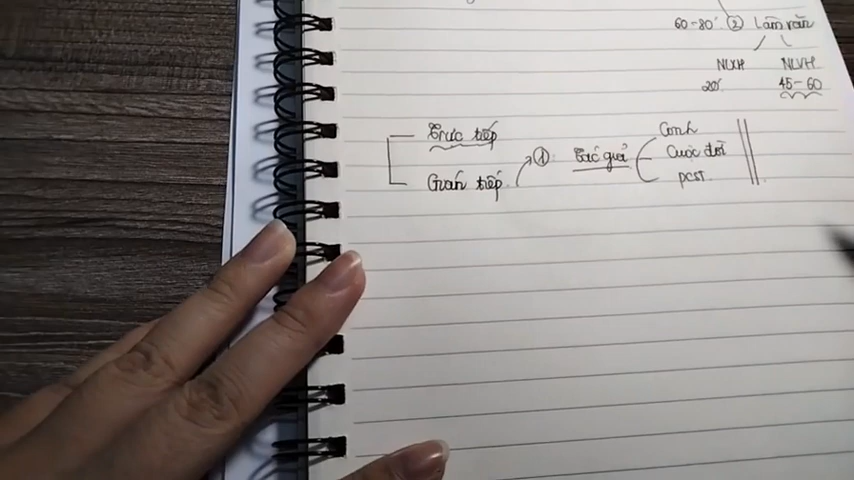 60-80' ② Làm văn
NLXH NLVH
20' 45-60
Trực tiếp
Gián tiếp
① Tác giả
Cuộc đời
PCST